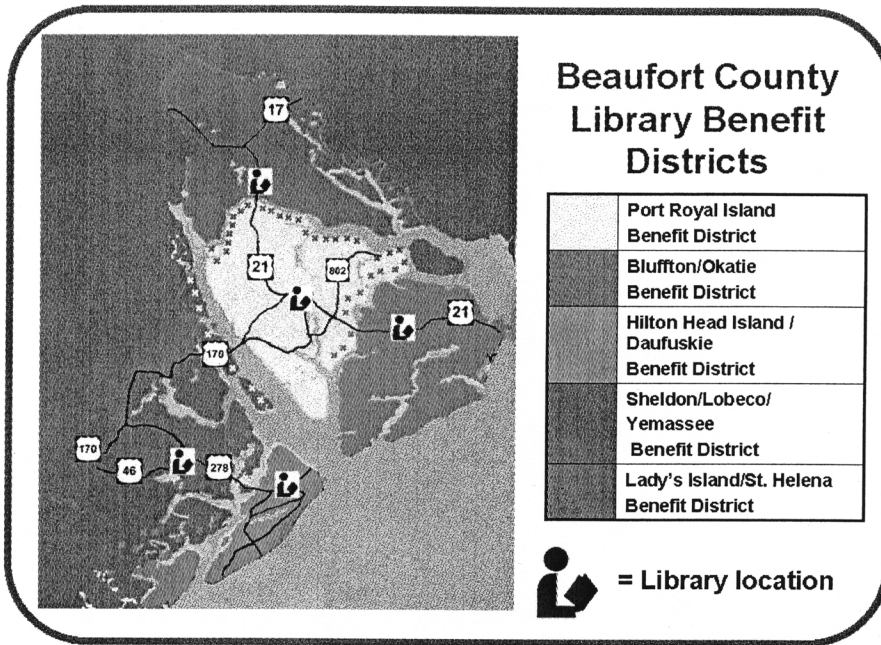 Beaufort County
Library Benefit
Districts
Port Royal Island
Benefit District
Bluffton/Okatie
Benefit District
Hilton Head Island /
Daufuskie
Benefit District
Sheldon/Lobeco/
Yemassee
Benefit District
Lady's Island/St. Helena
Benefit District
= Library location
17
21
802
21
170
170
46
278